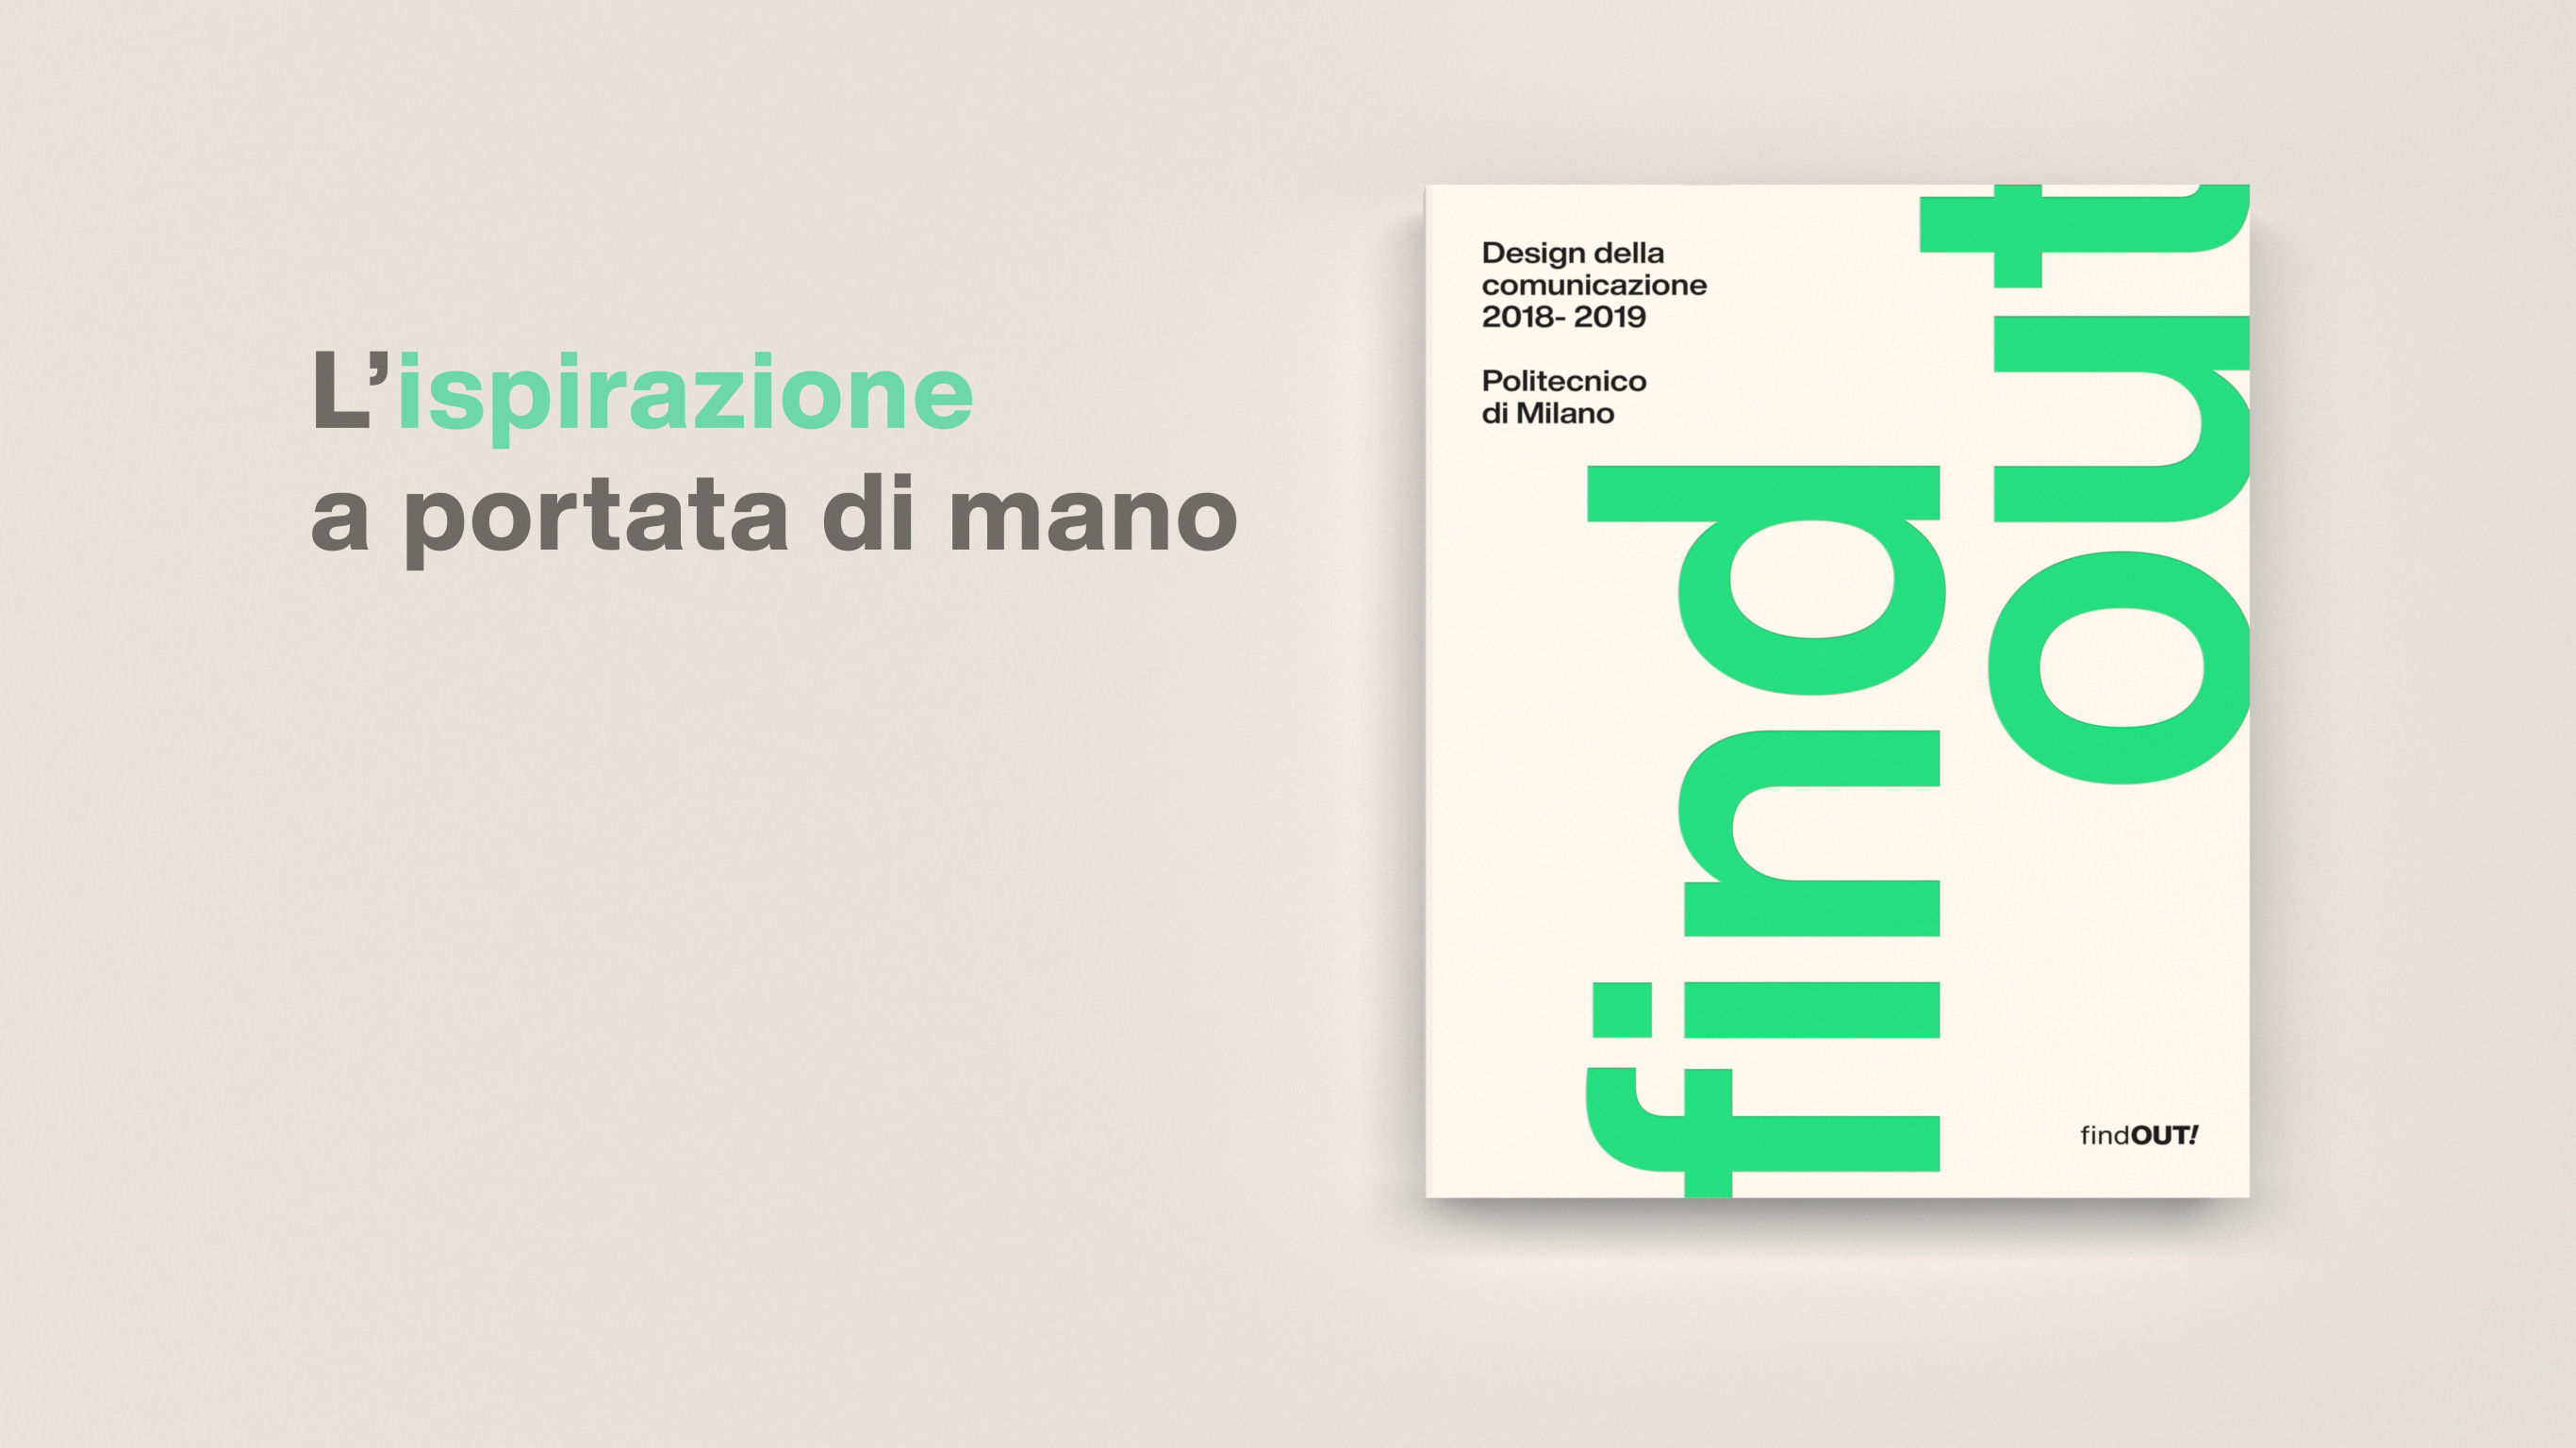 L’ispirazione
a portata di mano
Design della
comunicazione
2018- 2019
Politecnico
di Milano
find
out
findOUT!